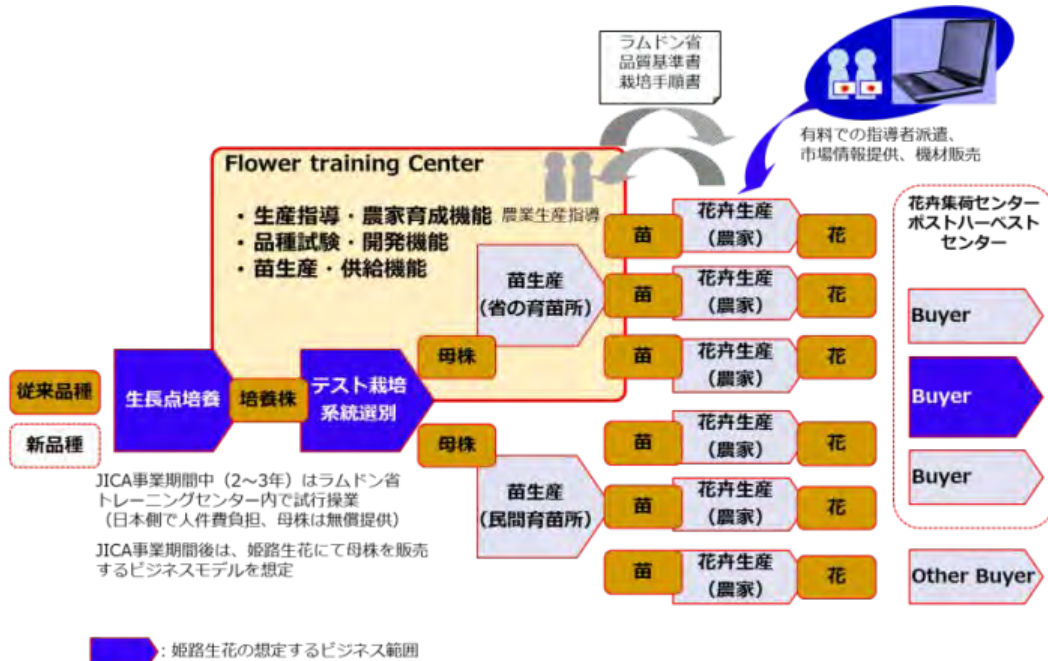 ラムドン省
品質基準書
栽培手順書
有料での指導者派遣、
市場情報提供、機材販売
Flower training Center
・生産指導・農家育成機能
・品種試験・開発機能
・苗生産・供給機能
農業生産指導
花卉集荷センター
ポストハーベスト
センター
苗
花卉生産
（農家）
花
苗生産
（省の育苗所）
苗
花卉生産
（農家）
花
Buyer
母株
苗
花卉生産
（農家）
花
従来品種
新品種
生長点培養
培養株
テスト栽培
系統選別
Buyer
母株
苗
花卉生産
（農家）
花
苗生産
（民間育苗所）
苗
花卉生産
（農家）
花
Buyer
苗
花卉生産
（農家）
花
Other Buyer
JICA事業期間中（2～3年）はラムドン省
トレーニングセンター内で試行操業
（日本側で人件費負担、母株は無償提供）
JICA事業期間後は、姫路生花にて母株を販売
するビジネスモデルを想定
：姫路生花の想定するビジネス範囲